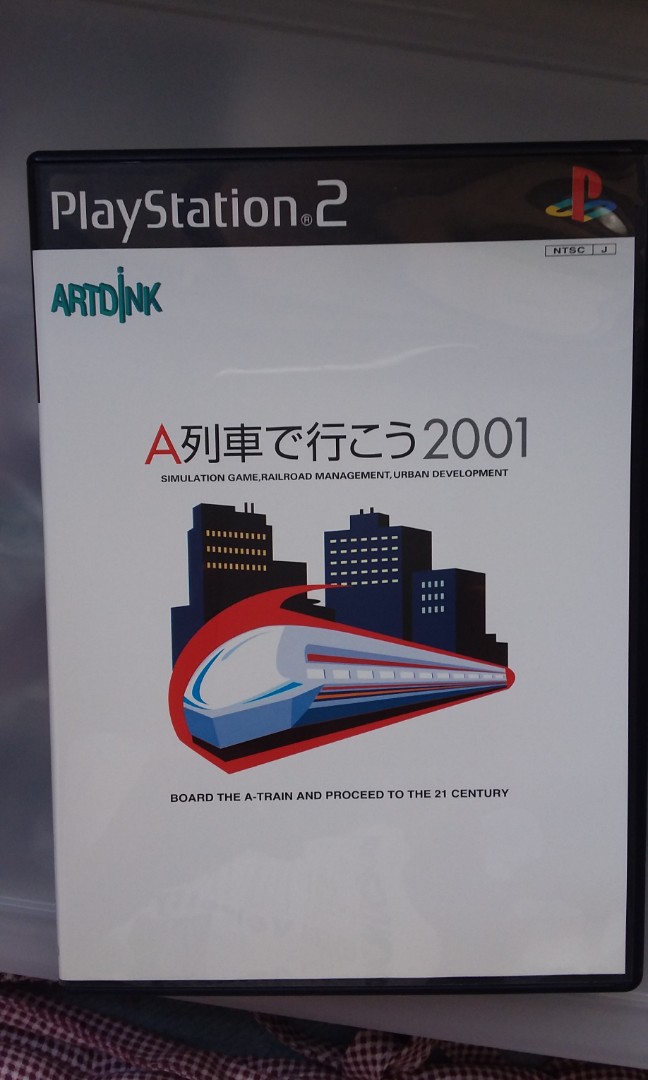 PlayStation®2
NTSC J
ARTDINK
A列車で行こう2001
SIMULATION GAME,RAILROAD MANAGEMENT,URBAN DEVELOPMENT
BOARD THE A-TRAIN AND PROCEED TO THE 21 CENTURY